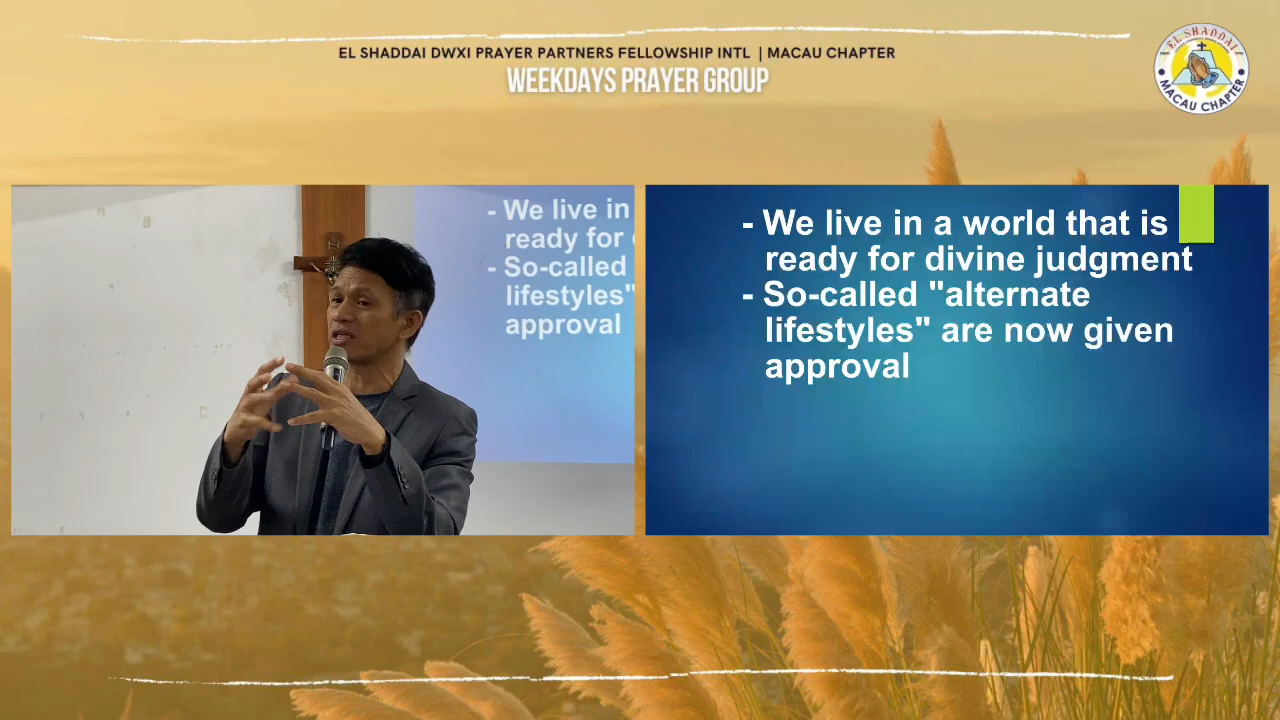 EL SHADDAI DWXI PRAYER PARTNERS FELLOWSHIP INTL | MACAU CHAPTER
WEEKDAYS PRAYER GROUP
EL SHADDAI
MACAU CHAPTER
- We live in
ready for
- So-called
lifestyles"
approval
- We live in a world that is
ready for divine judgment
- So-called "alternate
lifestyles" are now given
approval